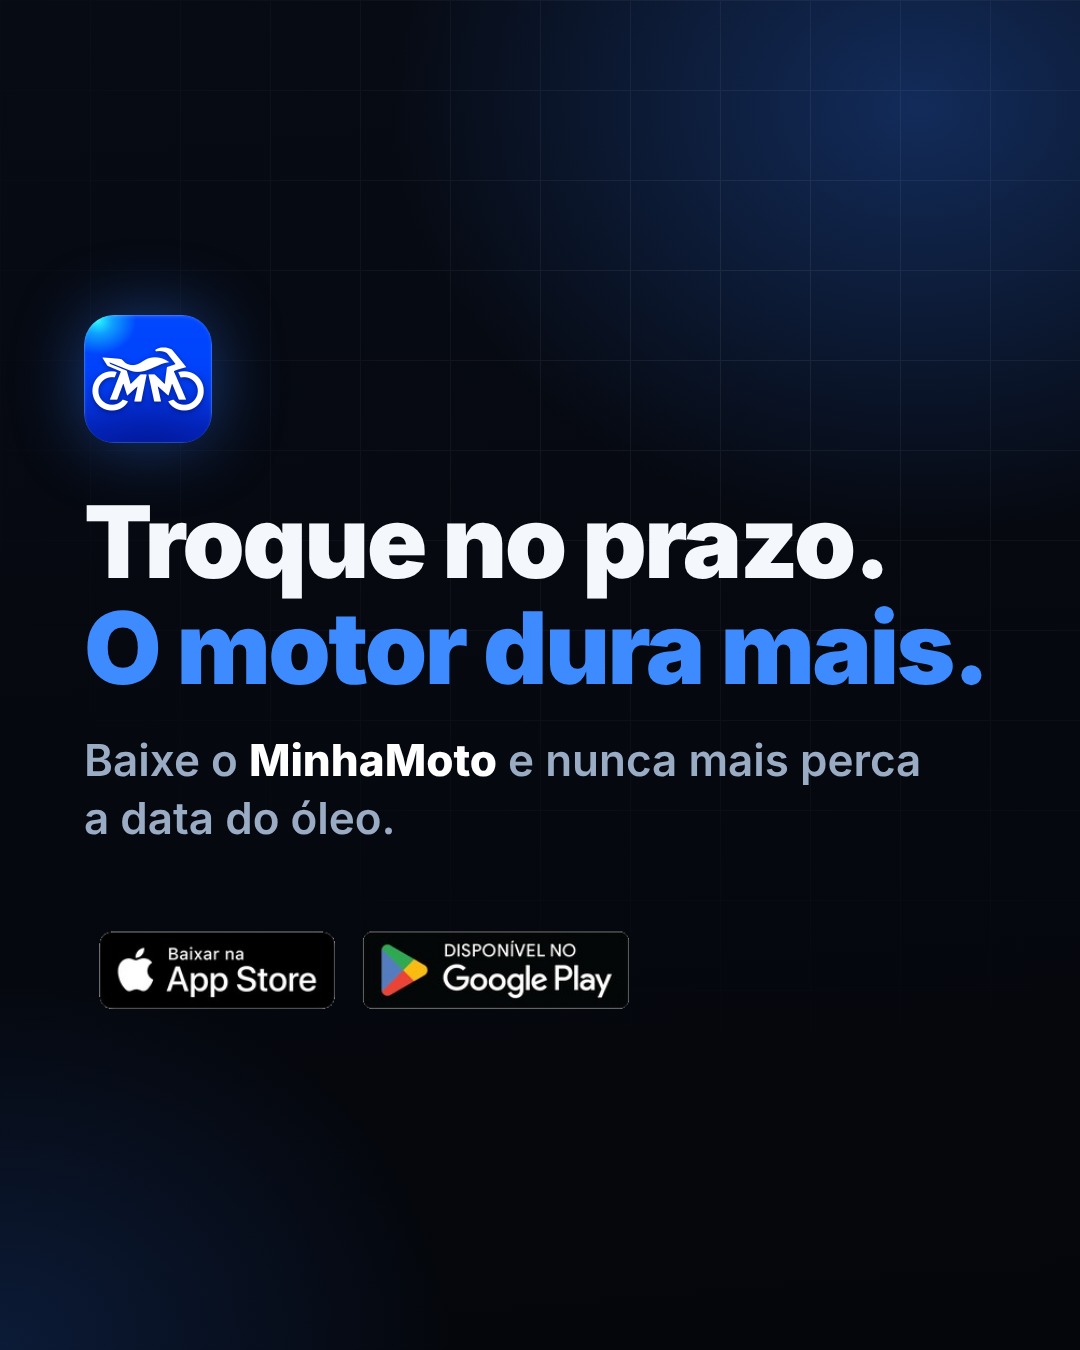 MM
Troque no prazo.
O motor dura mais.
Baixe o MinhaMoto e nunca mais perca
a data do óleo.
Baixar na
App Store
DISPONÍVEL NO
Google Play